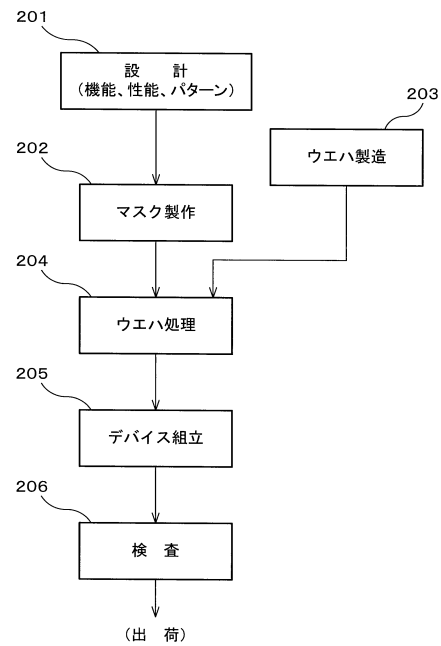 201
設 計
(機能、性能、パターン)
203
ウエハ製造
202
マスク製作
204
ウエハ処理
205
デバイス組立
206
検 査
(出 荷)